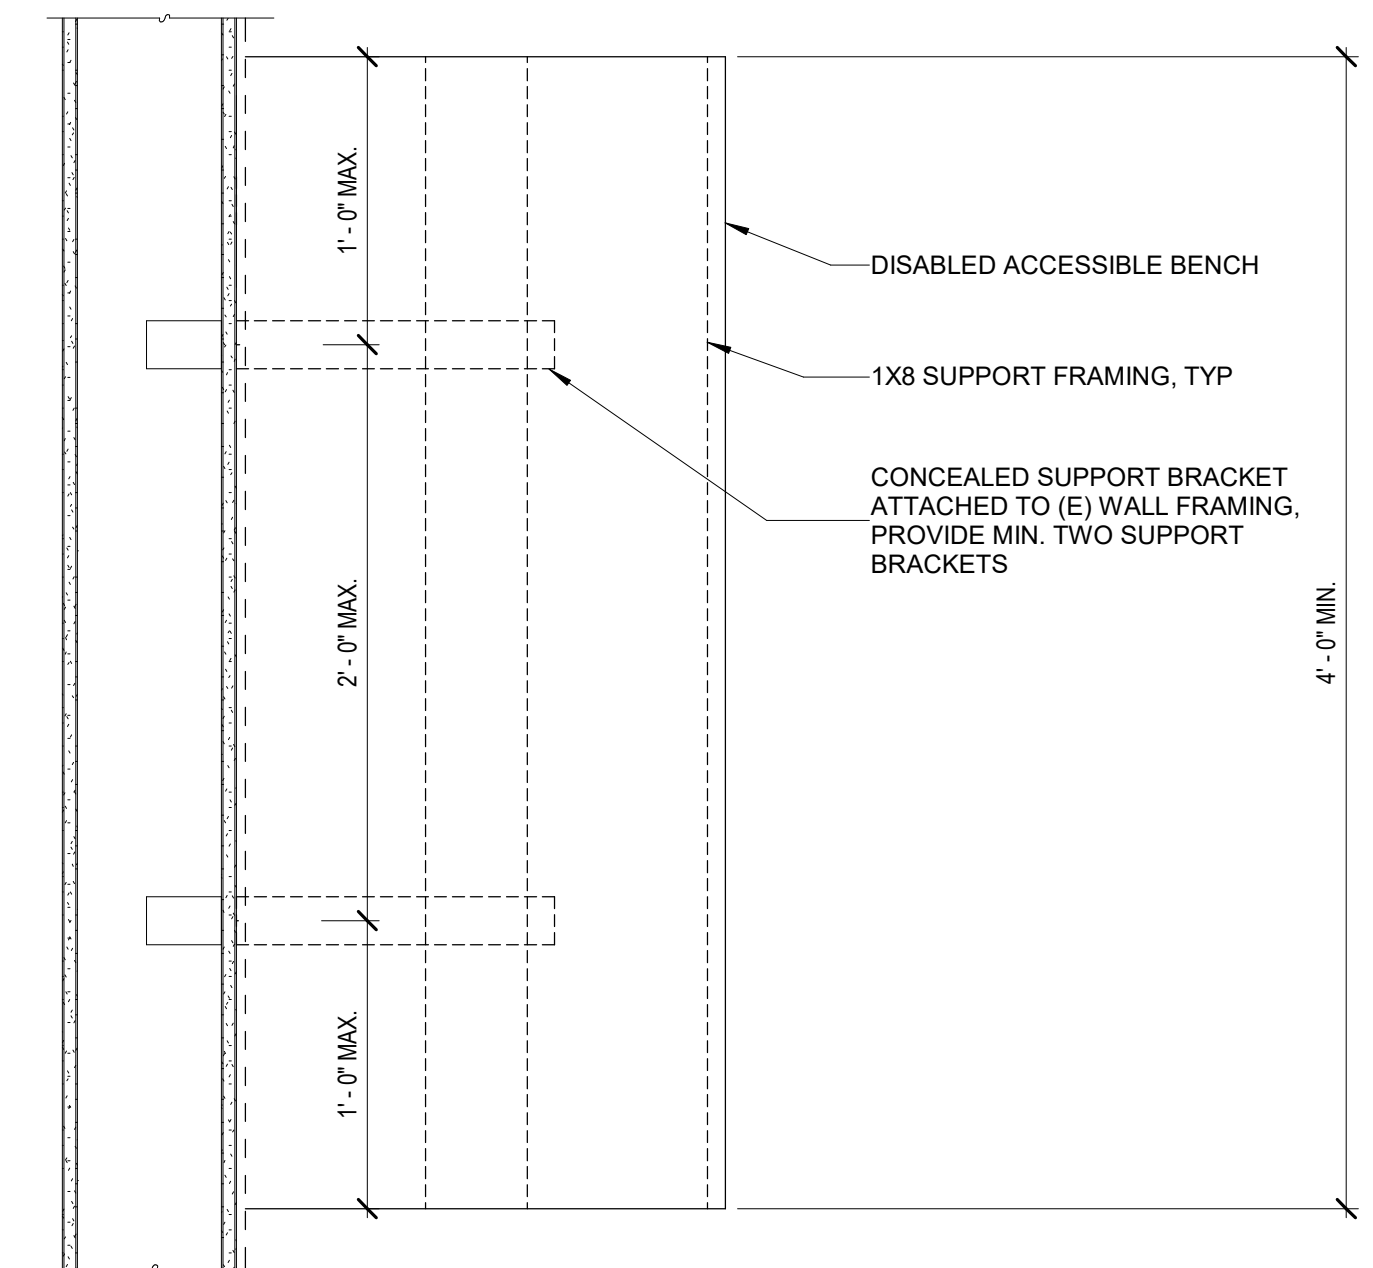 1' - 0" MAX.
DISABLED ACCESSIBLE BENCH
1X8 SUPPORT FRAMING, TYP
CONCEALED SUPPORT BRACKET
ATTACHED TO (E) WALL FRAMING,
PROVIDE MIN. TWO SUPPORT
BRACKETS
2' - 0" MAX.
4' - 0" MIN.
1' - 0" MAX.